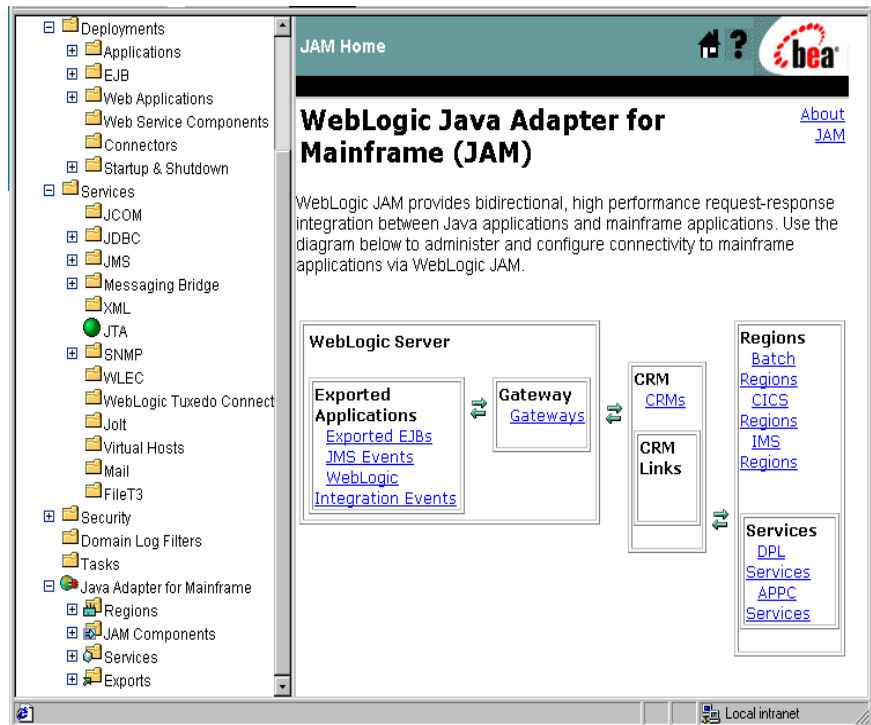 Deployments
Applications
EJB
Web Applications
Web Service Components
Connectors
Startup & Shutdown
Services
JCOM
JDBC
JMS
Messaging Bridge
XML
JTA
SNMP
WLEC
WebLogic Tuxedo Connect
Jolt
Virtual Hosts
Mail
FileT3
Security
Domain Log Filters
Tasks
Java Adapter for Mainframe
Regions
JAM Components
Services
Exports
JAM Home
?
bea
WebLogic Java Adapter for
Mainframe (JAM)
About
JAM
WebLogic JAM provides bidirectional, high performance request-response
integration between Java applications and mainframe applications. Use the
diagram below to administer and configure connectivity to mainframe
applications via WebLogic JAM.
WebLogic Server
Exported
Applications
Exported EJBs
JMS Events
WebLogic
Integration Events
Gateway
Gateways
CRM
CRMs
CRM
Links
Regions
Batch
Regions
CICS
Regions
IMS
Regions
Services
DPL
Services
APPC
Services
Local intranet